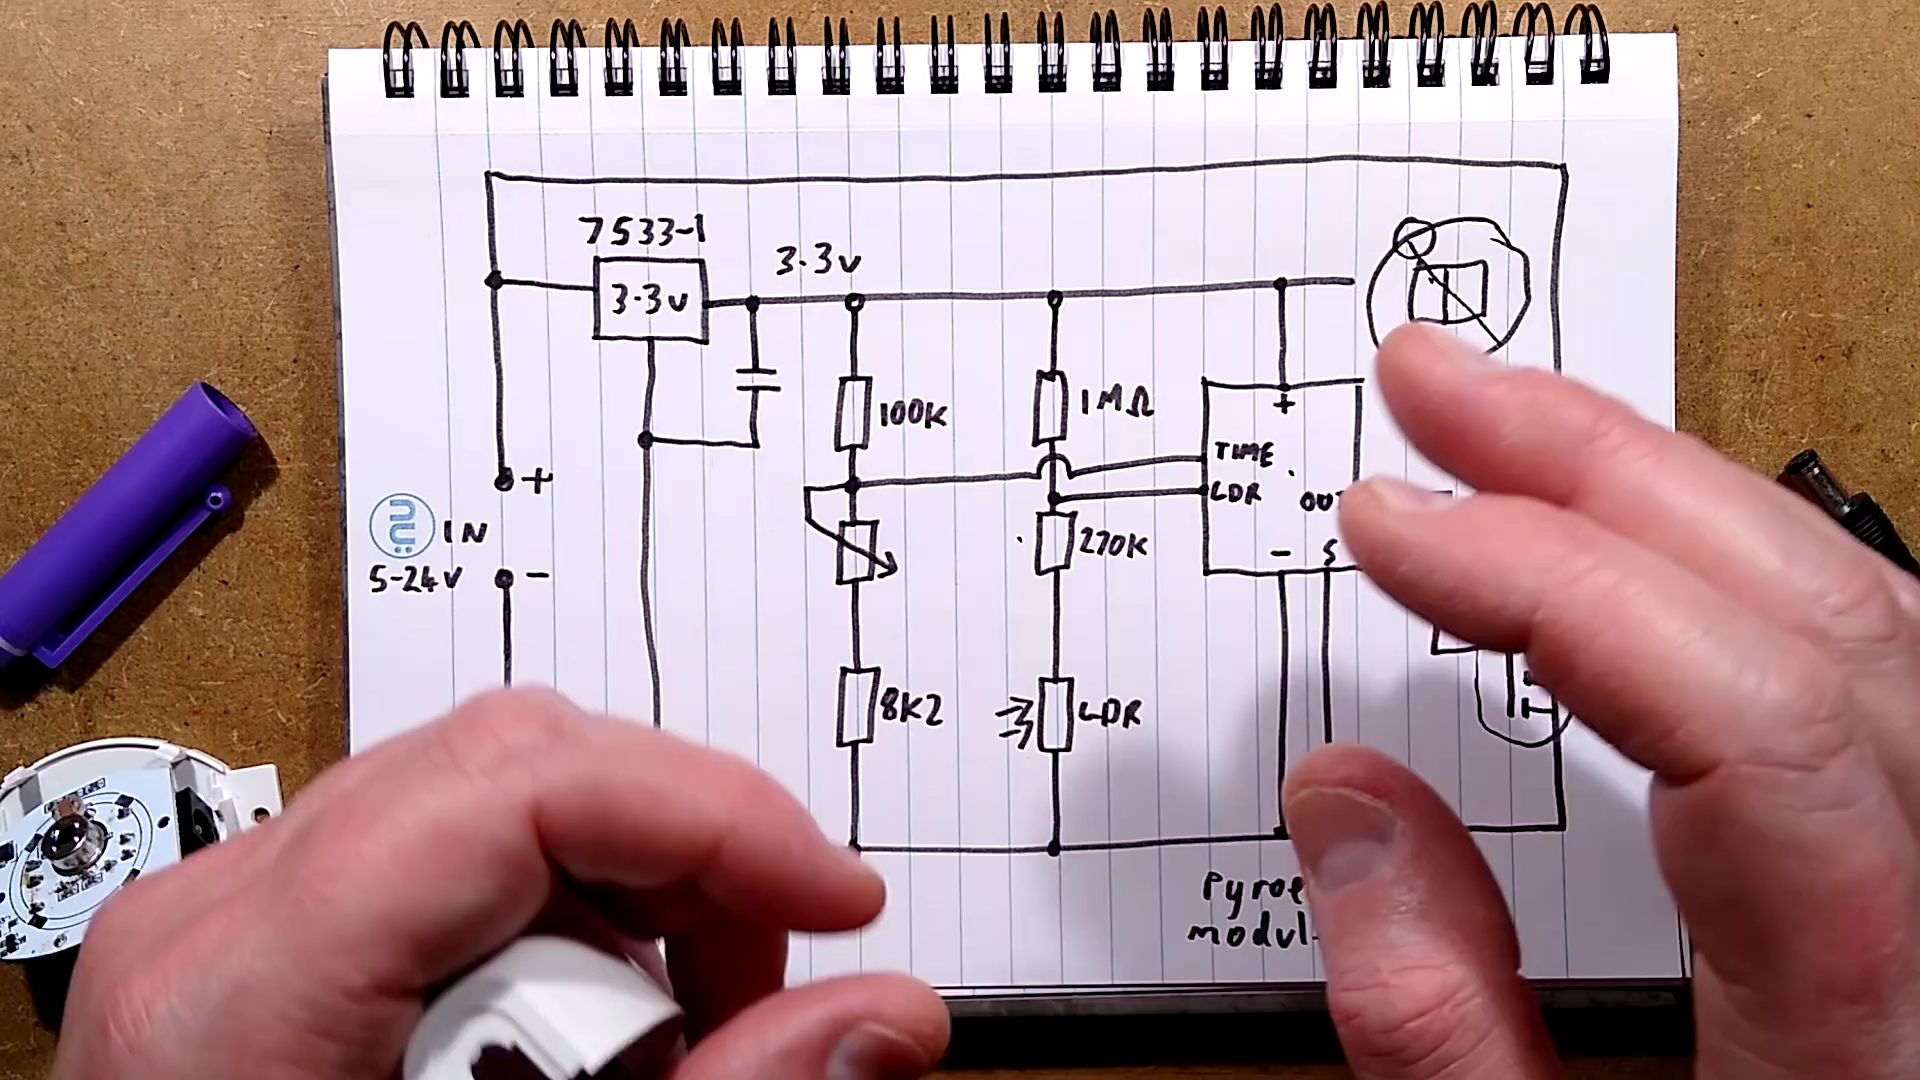 7533-1
3.3v
3.3v
100K
1MΩ
+
TIME
LDR
+
IN
5-24V
-
270K
- S
8K2
LDR